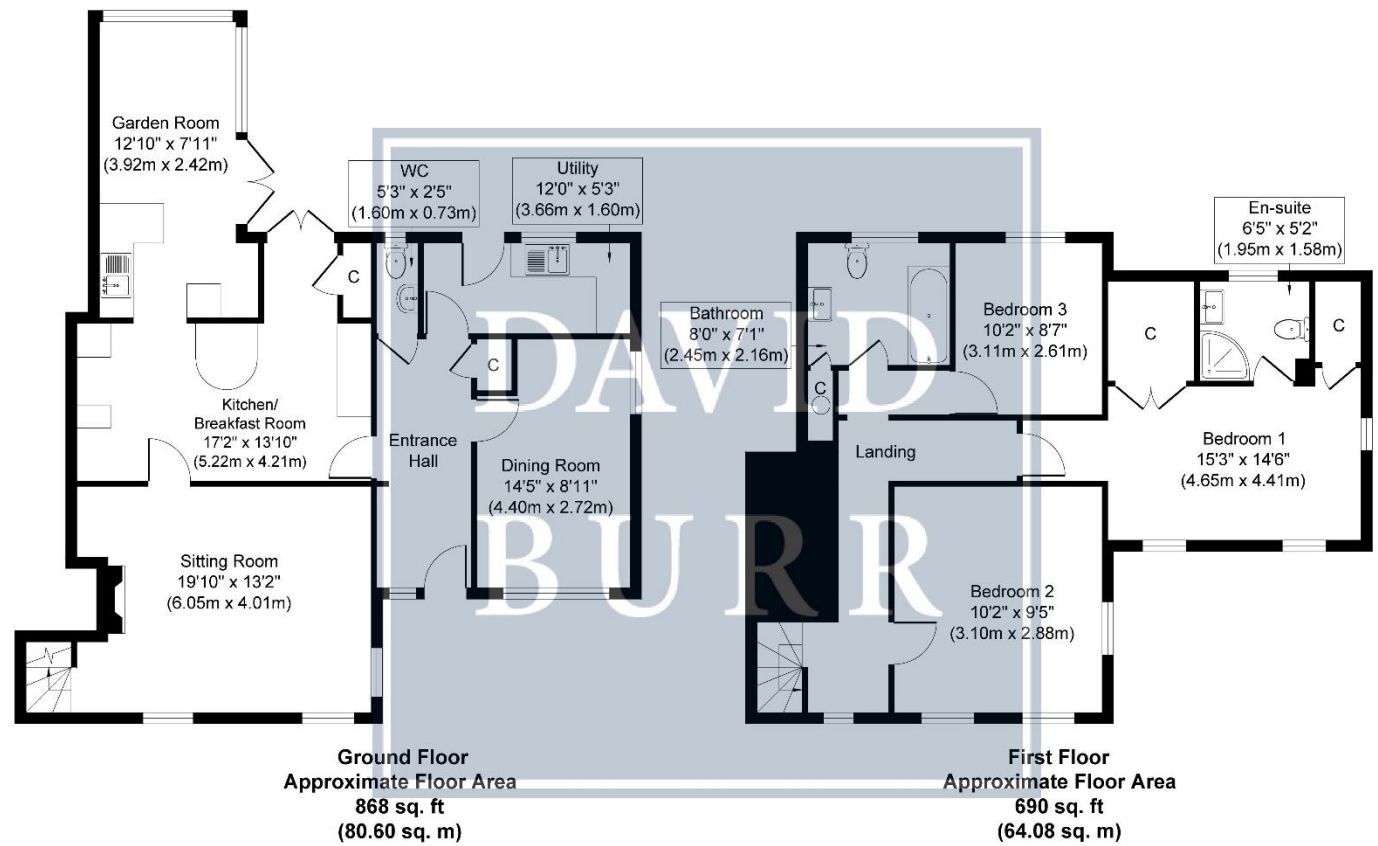 Garden Room
12'10" x 7'11"
(3.92m x 2.42m)
WC
5'3" x 2'5"
(1.60m x 0.73m)
Utility
12'0" x 5'3"
(3.66m x 1.60m)
C
C
Kitchen/
Breakfast Room
17'2" x 13'10"
(5.22m x 4.21m)
Entrance
Hall
Dining Room
14'5" x 8'11"
(4.40m x 2.72m)
Sitting Room
19'10" x 13'2"
(6.05m x 4.01m)
Ground Floor
Approximate Floor Area
868 sq. ft
(80.60 sq. m)
DAVID
BURR
En-suite
6'5" x 5'2"
(1.95m x 1.58m)
Bathroom
8'0" x 7'1"
(2.45m x 2.16m)
Bedroom 3
10'2" x 8'7"
(3.11m x 2.61m)
C
C
C
Landing
Bedroom 1
15'3" x 14'6"
(4.65m x 4.41m)
Bedroom 2
10'2" x 9'5"
(3.10m x 2.88m)
First Floor
Approximate Floor Area
690 sq. ft
(64.08 sq. m)